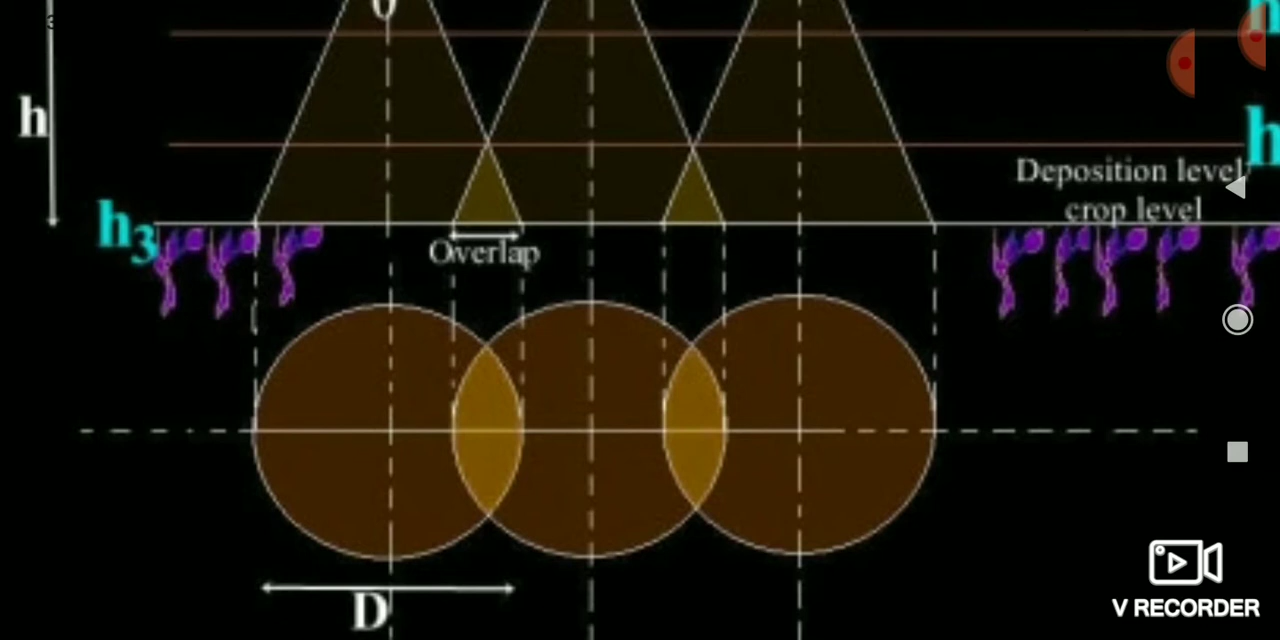 h
h
Deposition level
crop level
h3
Overlap
D
V RECORDER